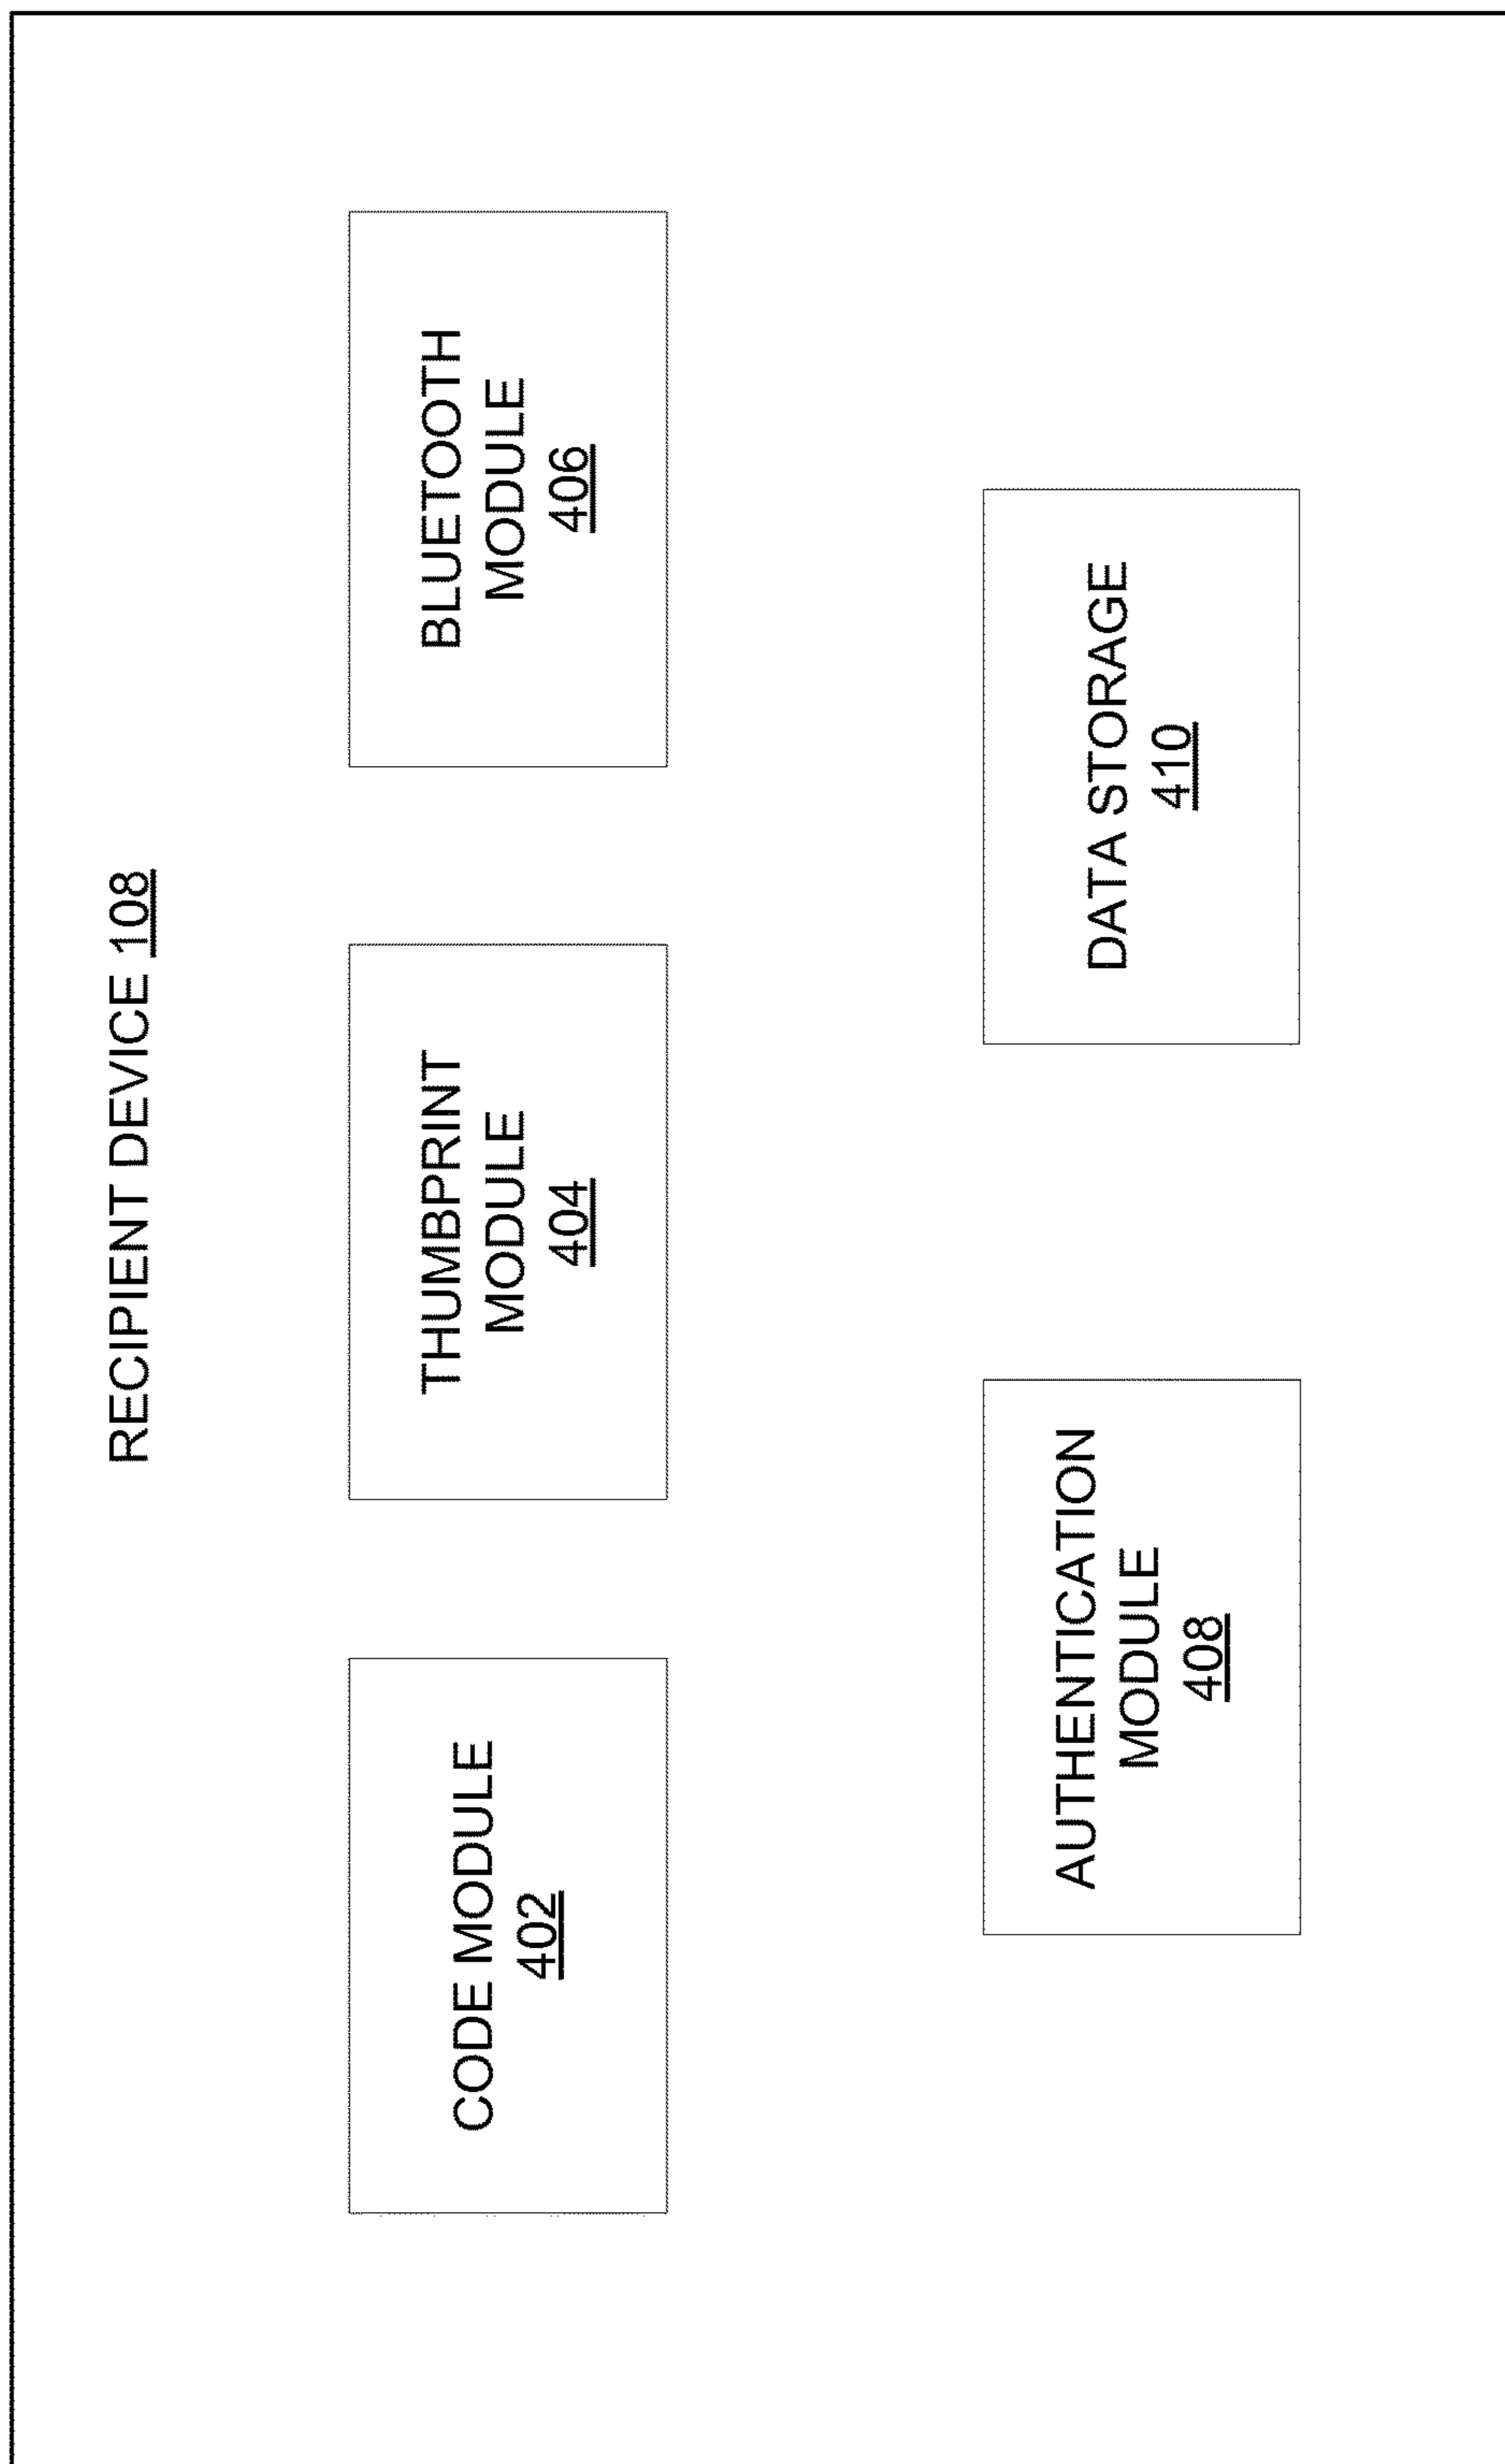 RECIPIENT DEVICE 108
CODE MODULE
402
THUMBPRINT
MODULE
404
BLUETOOTH
MODULE
406
AUTHENTICATION
MODULE
408
DATA STORAGE
410